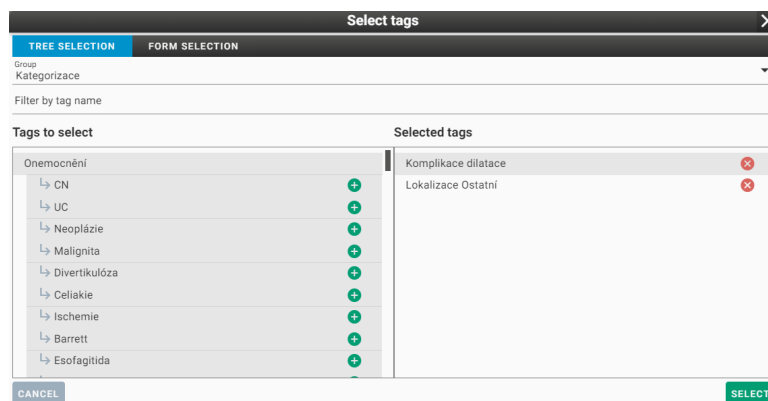 Select tags
TREE SELECTION FORM SELECTION
Group
Kategorizace
Filter by tag name
Tags to select
Selected tags
Onemocnění
CN
UC
Neoplázie
Malignita
Divertikulóza
Celiakie
Ischemie
Barrett
Esofagitida
Komplikace dilatace
Lokalizace Ostatní
CANCEL
SELECT